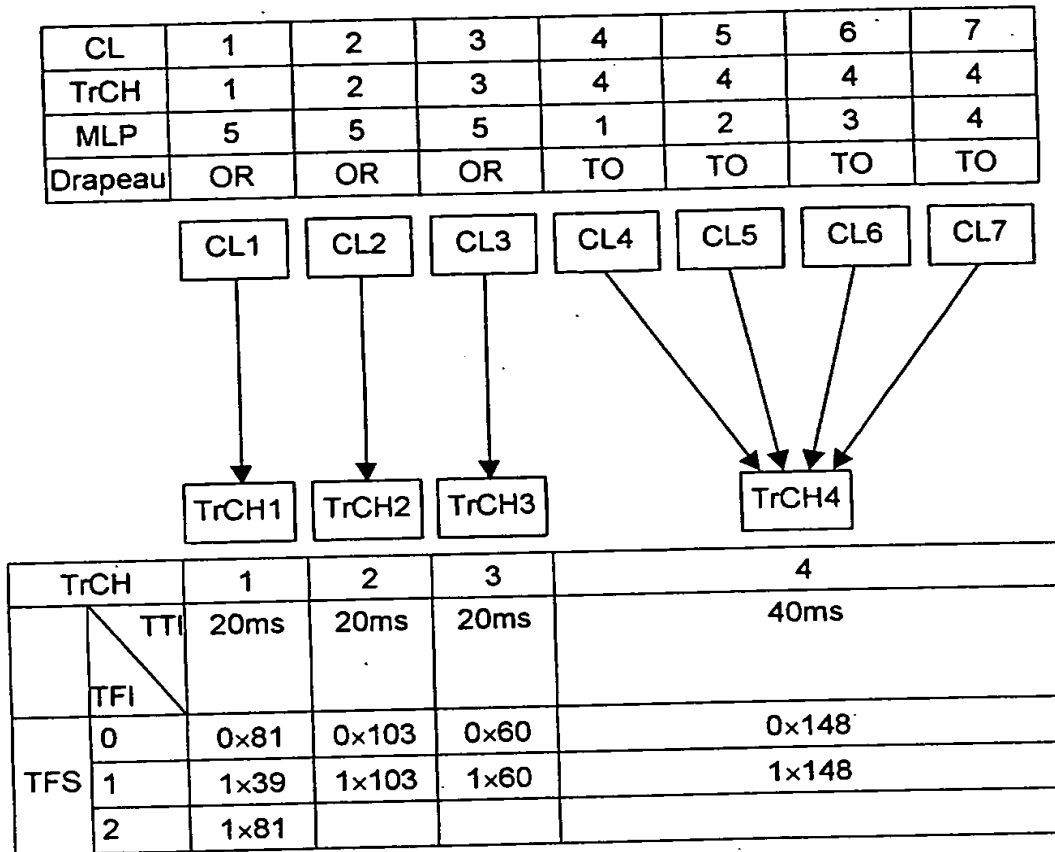 CL 1 2 3 4 5 6 7
TrCH 1 2 3 4 4 4 4
MLP 5 5 5 1 2 3 4
Drapeau OR OR OR TO TO TO TO
CL1 CL2 CL3 CL4 CL5 CL6 CL7
TrCH1 TrCH2 TrCH3 TrCH4
TrCH 1 2 3 4
TTI 20ms 20ms 20ms 40ms
TFI
0 0×81 0×103 0×60 0×148
TFS 1 1×39 1×103 1×60 1×148
2 1×81